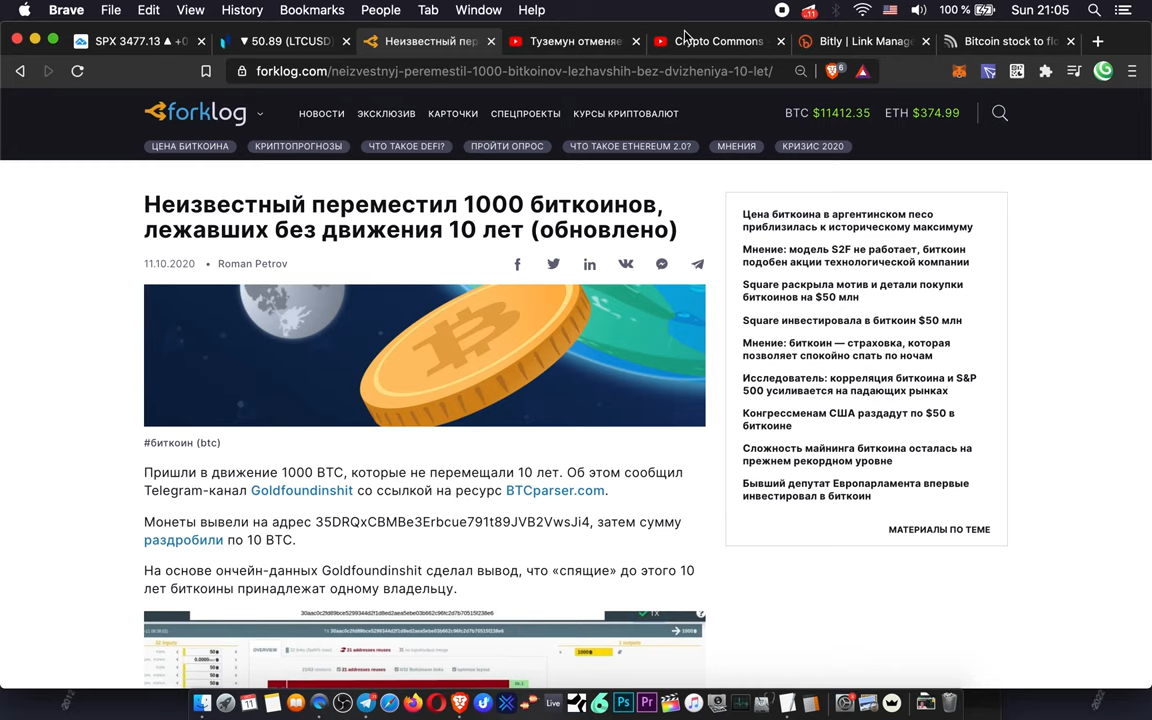 Brave File Edit View History Bookmarks People Tab Window Help 100 % Sun 21:05
SPX 3477.13 ▲ +0 ▼ 50.89 (LTCUSD) Неизвестный пер Туземун отменяе Crypto Commons - Bitly | Link Manage Bitcoin stock to flo
forklog.com/neizvestnyj-peremestil-1000-bitkoinov-lezhavshih-bez-dvizheniya-10-let/
forklog НОВОСТИ ЭКСКЛЮЗИВ КАРТОЧКИ СПЕЦПРОЕКТЫ КУРСЫ КРИПТОВАЛЮТ BTC $11412.35 ETH $374.99
ЦЕНА БИТКОИНА КРИПТОПРОГНОЗЫ ЧТО ТАКОЕ DEFI? ПРОЙТИ ОПРОС ЧТО ТАКОЕ ETHEREUM 2.0? МНЕНИЯ КРИЗИС 2020
Неизвестный переместил 1000 биткоинов,
лежавших без движения 10 лет (обновлено)
11.10.2020 • Roman Petrov
#биткоин (btc)
Пришли в движение 1000 BTC, которые не перемещали 10 лет. Об этом сообщил
Telegram-канал Goldfoundinshit со ссылкой на ресурс BTCparser.com.
Монеты вывели на адрес 35DRQxCBMBe3Erbcue791t89JVB2VwsJi4, затем сумму
раздробили по 10 BTC.
На основе ончейн-данных Goldfoundinshit сделал вывод, что «спящие» до этого 10
лет биткоины принадлежат одному владельцу.
OVERVIEW
Цена биткоина в аргентинском песо
приблизилась к историческому максимуму
Мнение: модель S2F не работает, биткоин
подобен акции технологической компании
Square раскрыла мотив и детали покупки
биткоинов на $50 млн
Square инвестировала в биткоин $50 млн
Мнение: биткоин — страховка, которая
позволяет спокойно спать по ночам
Исследователь: корреляция биткоина и S&P
500 усиливается на падающих рынках
Конгрессменам США раздадут по $50 в
биткоине
Сложность майнинга биткоина осталась на
прежнем рекордном уровне
Бывший депутат Европарламента впервые
инвестировал в биткоин
МАТЕРИАЛЫ ПО ТЕМЕ
Live Ps Pr